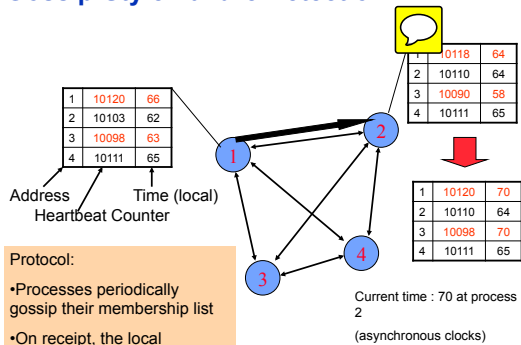 1 10118 64
2 10110 64
3 10090 58
4 10111 65
1 10120 66
2 10103 62
3 10098 63
4 10111 65
2
1
Address
Time (local)
Heartbeat Counter
1 10120 70
2 10110 64
3 10098 70
4 10111 65
4
3
Protocol:
•Processes periodically
gossip their membership list
•On receipt, the local
Current time : 70 at process
2
(asynchronous clocks)